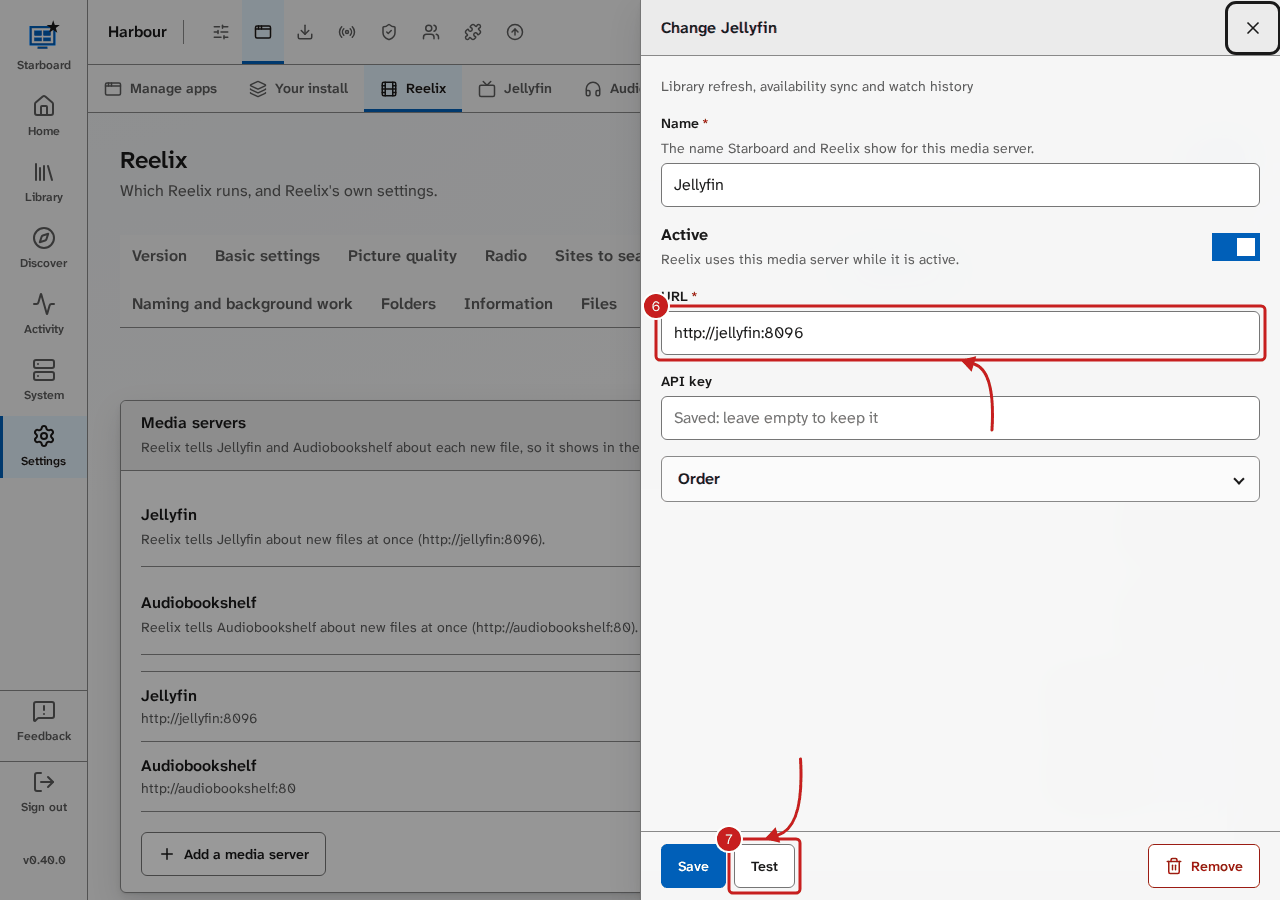 Starboard
Home
Library
Discover
Activity
System
Settings
Feedback
Sign out
v0.40.0
Harbour
Manage apps
Your install
Reelix
Jellyfin
Reelix
Which Reelix runs, and Reelix's own settings.
Version
Basic settings
Picture quality
Radio
Sites to
Naming and background work
Folders
Information
Files
Media servers
Reelix tells Jellyfin and Audiobookshelf about each new file, so it shows in the
Jellyfin
Reelix tells Jellyfin about new files at once (http://jellyfin:8096).
Audiobookshelf
Reelix tells Audiobookshelf about new files at once (http://audiobookshelf:80).
Jellyfin
http://jellyfin:8096
Audiobookshelf
http://audiobookshelf:80
Add a media server
Change Jellyfin
Library refresh, availability sync and watch history
Name *
The name Starboard and Reelix show for this media server.
Jellyfin
Active
Reelix uses this media server while it is active.
6
URL *
http://jellyfin:8096
API key
Saved: leave empty to keep it
Order
7
Save
Test
Remove